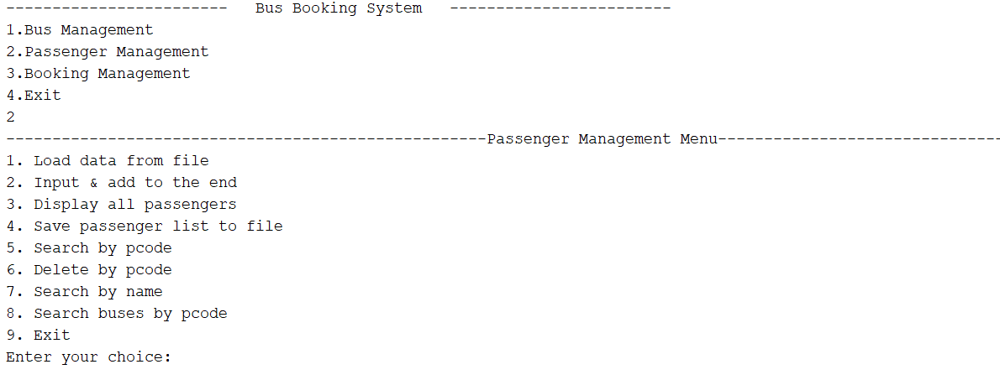 ------------------------   Bus Booking System   ------------------------
1.Bus Management
2.Passenger Management
3.Booking Management
4.Exit
2
----------------------------------------------------Passenger Management Menu-------------------------------
1. Load data from file
2. Input & add to the end
3. Display all passengers
4. Save passenger list to file
5. Search by pcode
6. Delete by pcode
7. Search by name
8. Search buses by pcode
9. Exit
Enter your choice: